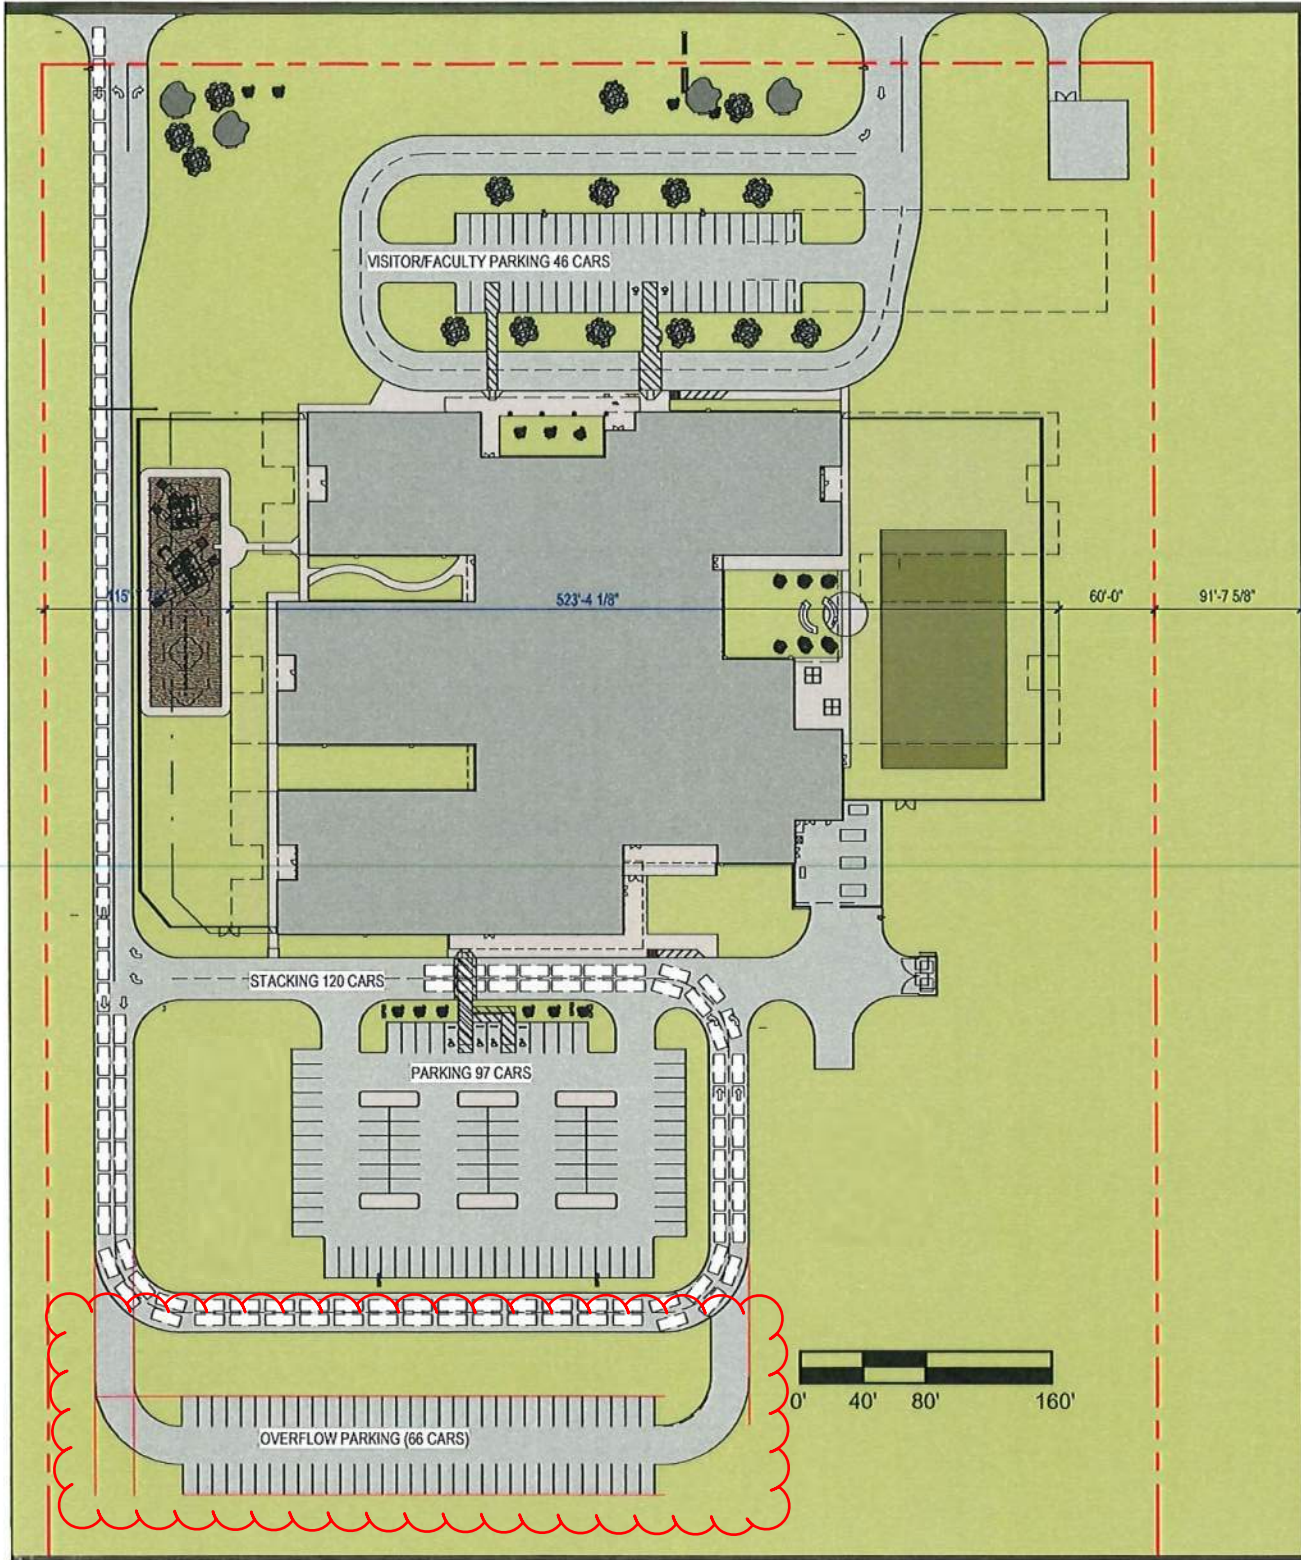 VISITOR/FACULTY PARKING 46 CARS
523'-4 1/8"
60'-0"
91'-7 5/8"
STACKING 120 CARS
PARKING 97 CARS
0' 40' 80' 160'
OVERFLOW PARKING (66 CARS)